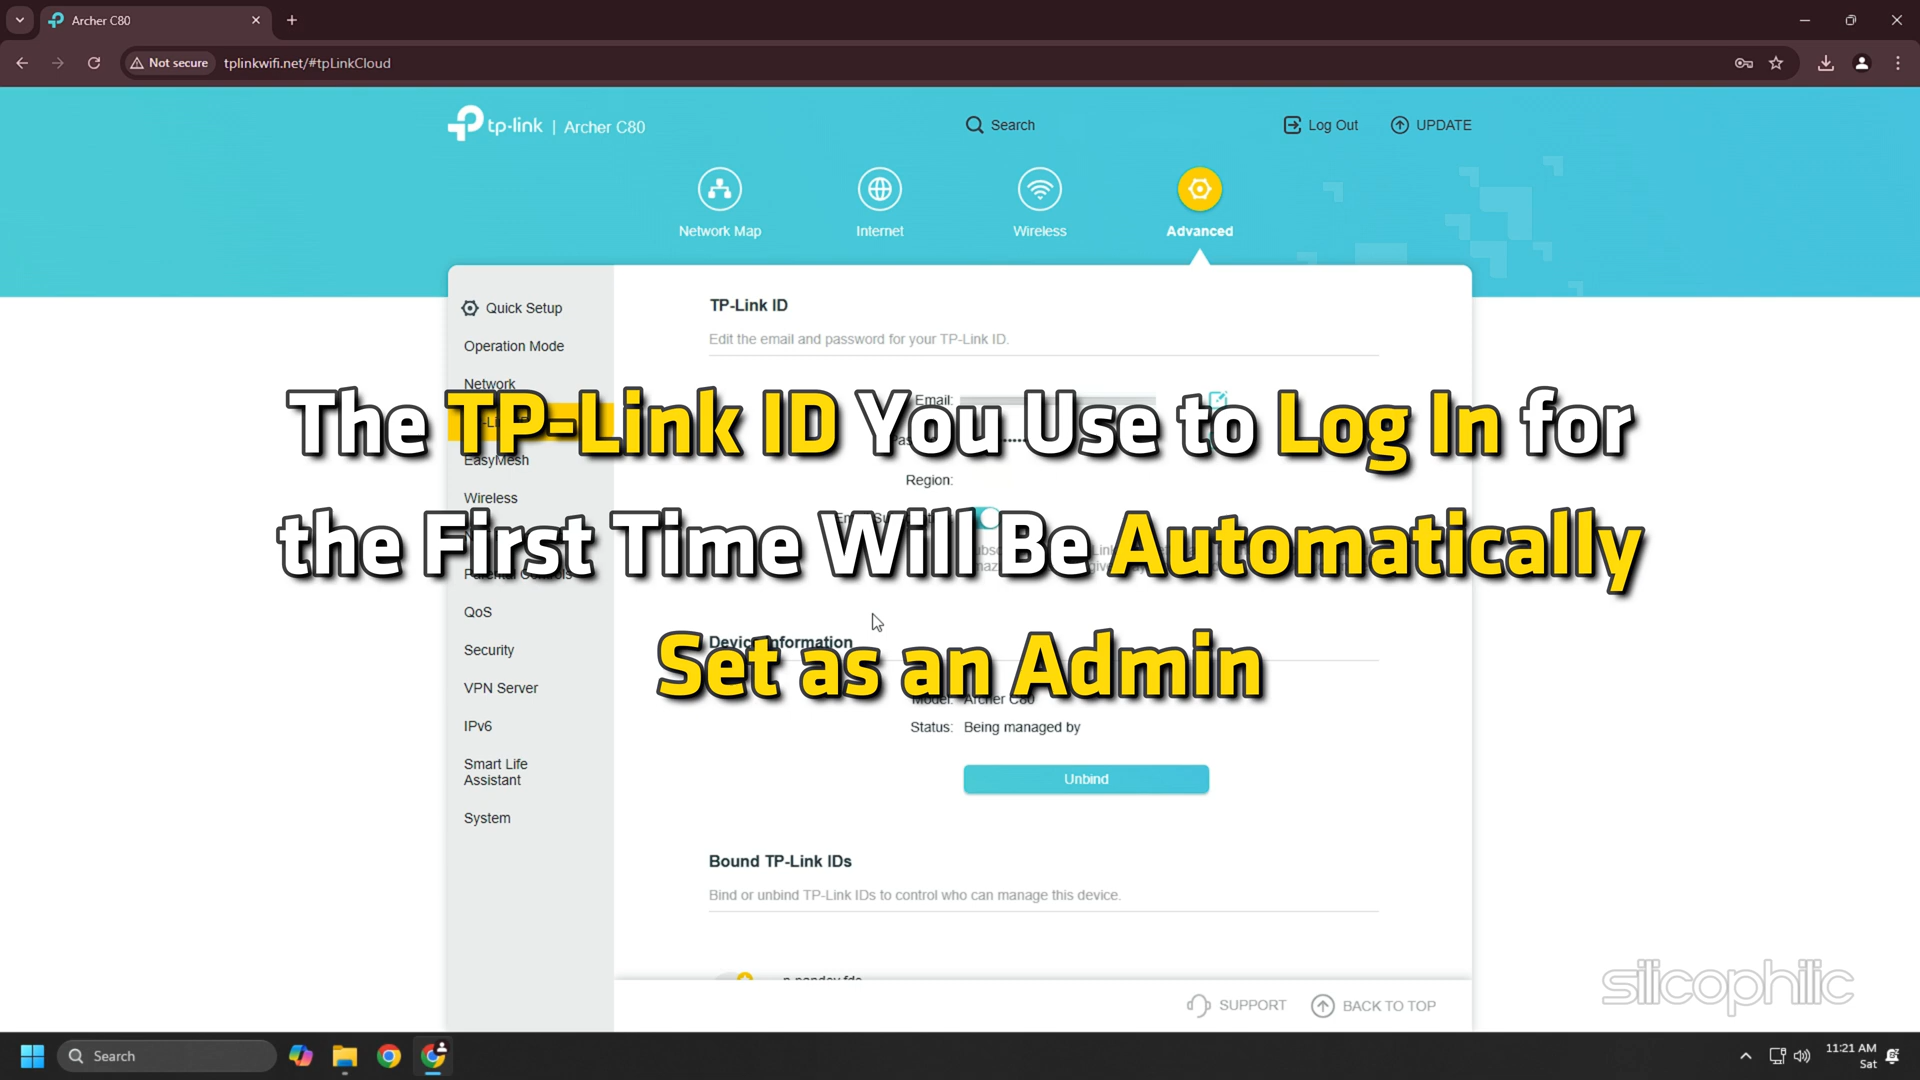 Archer C80
Not secure
tplinkwifi.net/#tpLinkCloud
tp-link | Archer C80
Search
Log Out
UPDATE
Network Map
Internet
Wireless
Advanced
Quick Setup
Operation Mode
Network
EasyMesh
Wireless
Parental Controls
QoS
Security
VPN Server
IPv6
Smart Life
Assistant
System
TP-Link ID
Edit the email and password for your TP-Link ID.
Email:
Region:
The TP-Link ID You Use to Log In for
the First Time Will Be Automatically
Set as an Admin
Device Information
Model: Archer C80
Status: Being managed by
Unbind
Bound TP-Link IDs
Bind or unbind TP-Link IDs to control who can manage this device.
SUPPORT
BACK TO TOP
silicophilic
Search
11:21 AM
Sat